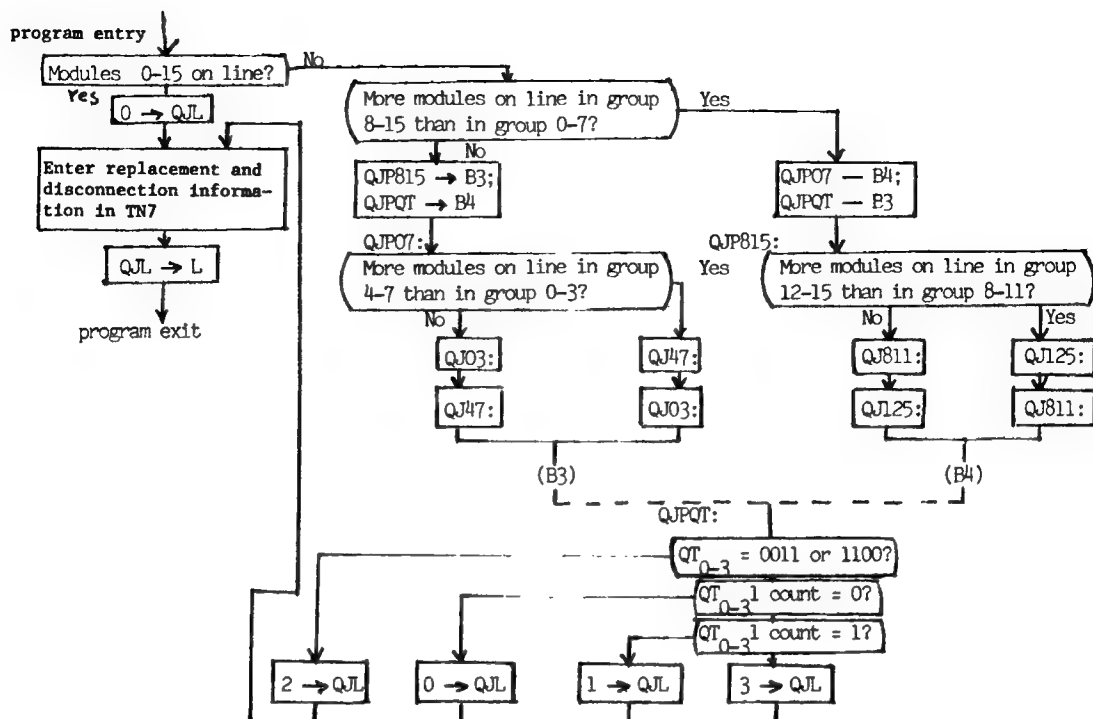 program entry
Modules 0-15 on line?
No
Yes
0 → QJL
Enter replacement and
disconnection informa-
tion in TN7
QJL → L
program exit
More modules on line in group
8-15 than in group 0-7?
Yes
No
QJP815 → B3;
QJPQT → B4
QJP07 — B4;
QJPQT — B3
QJP07:
More modules on line in group
4-7 than in group 0-3?
Yes
No
QJ03:
QJ47:
QJ47:
QJ03:
QJP815:
More modules on line in group
12-15 than in group 8-11?
No
Yes
QJ811:
QJ125:
QJ125:
QJ811:
(B3)
(B4)
QJPQT:
QT0-3 = 0011 or 1100?
QT0-3 1 count = 0?
QT0-3 1 count = 1?
2 → QJL
0 → QJL
1 → QJL
3 → QJL